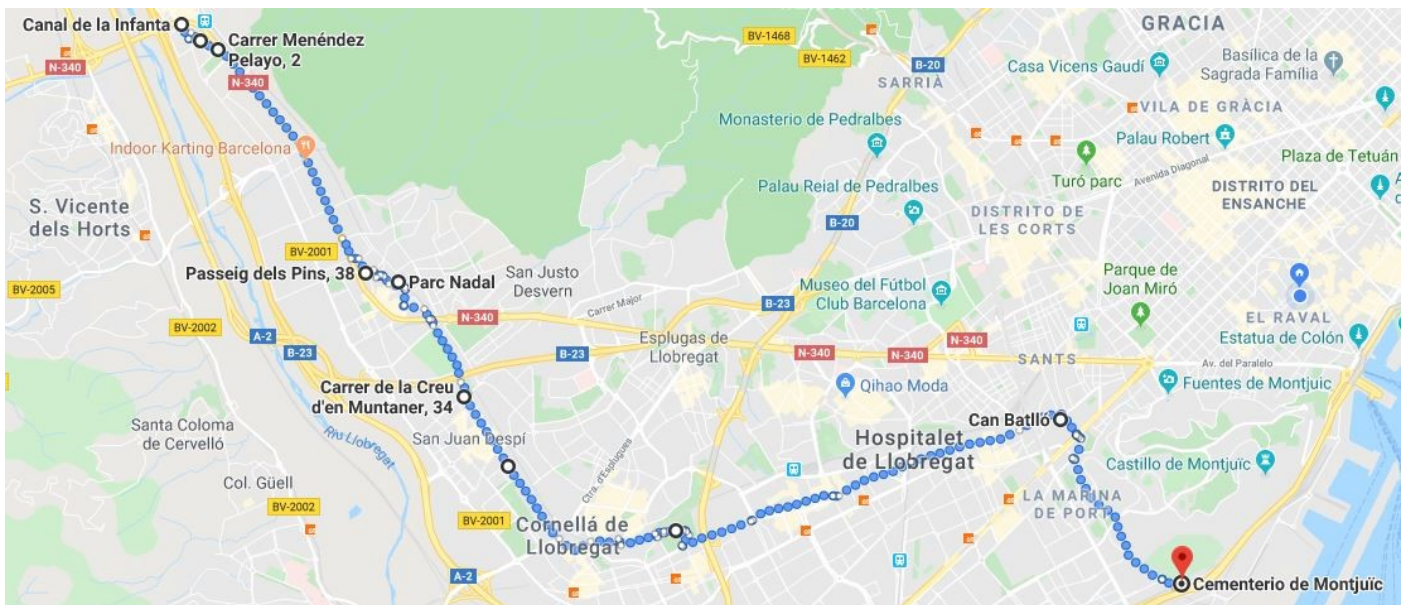 Canal de la Infanta
Carrer Menéndez
Pelayo, 2
N-340
N-340
Indoor Karting Barcelona
S. Vicente
dels Horts
BV-2001
Passeig dels Pins, 38
Parc Nadal
BV-2005
BV-2002
A-2
B-23
N-340
San Justo
Desvern
Carrer Major
B-23
Esplugas de
Llobregat
B-23
Carrer de la Creu
d'en Muntaner, 34
Santa Coloma
de Cervelló
Riu Llobregat
San Juan Despí
Ctra. d'Esplugues
Col. Güell
BV-2002
BV-2001
Cornellá de
Llobregat
A-2
BV-1468
BV-1462
B-20
SARRIÀ
Monasterio de Pedralbes
Palau Reial de Pedralbes
B-20
GRACIA
Casa Vicens Gaudí
Basílica de la
Sagrada Família
VILA DE GRÀCIA
Palau Robert
Turó parc
Avenida Diagonal
Plaza de Tetuán
DISTRITO DEL
ENSANCHE
DISTRITO DE
LES CORTS
Museo del Fútbol
Club Barcelona
Parque de
Joan Miró
EL RAVAL
Estatua de Colón
N-340
N-340
SANTS
Av. del Paralelo
Qihao Moda
Fuentes de Montjuic
Can Batlló
Hospitalet
de Llobregat
Castillo de Montjuïc
LA MARINA
DE PORT
Cementerio de Montjuïc